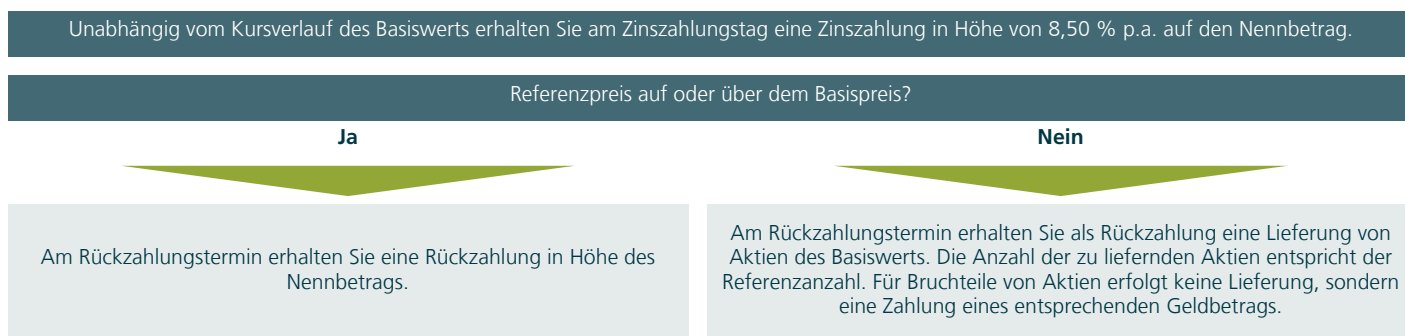 Unabhängig vom Kursverlauf des Basiswerts erhalten Sie am Zinszahlungstag eine Zinszahlung in Höhe von 8,50 % p.a. auf den Nennbetrag.
Referenzpreis auf oder über dem Basispreis?
Ja
Nein
Am Rückzahlungstermin erhalten Sie eine Rückzahlung in Höhe des
Nennbetrags.
Am Rückzahlungstermin erhalten Sie als Rückzahlung eine Lieferung von
Aktien des Basiswerts. Die Anzahl der zu liefernden Aktien entspricht der
Referenzanzahl. Für Bruchteile von Aktien erfolgt keine Lieferung, sondern
eine Zahlung eines entsprechenden Geldbetrags.